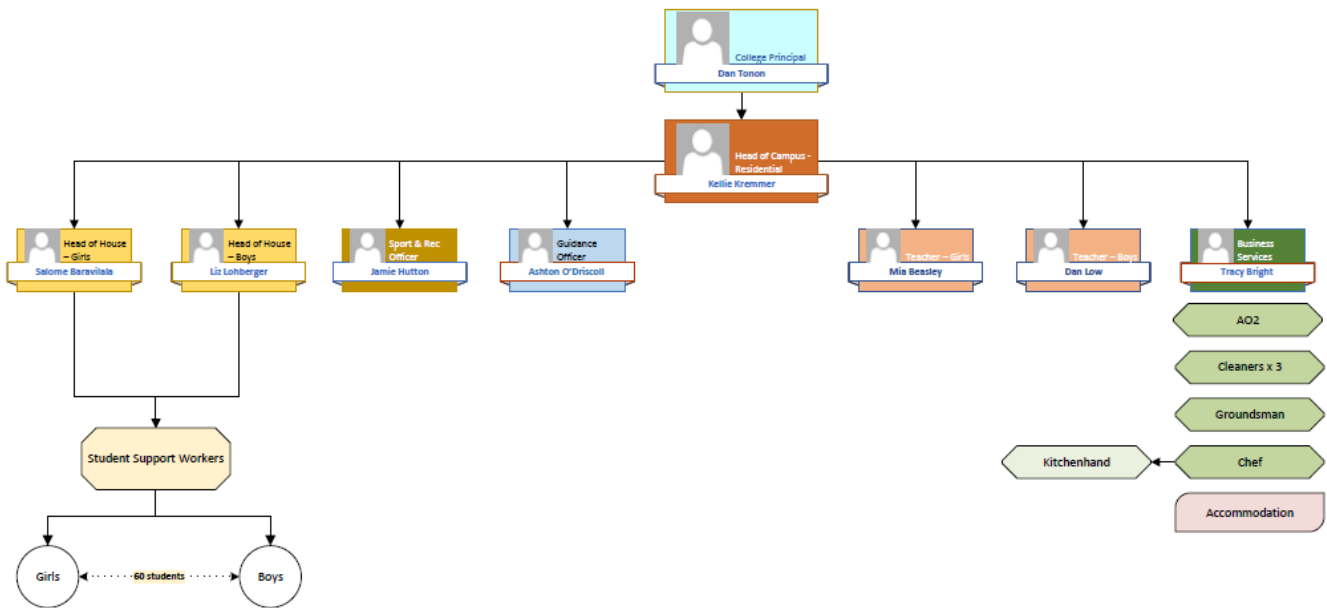 College Principal
Dan Tonon
Head of Campus -
Residential
Kellie Kremmer
Head of House
– Girls
Salome Baravilala
Head of House
– Boys
Liz Lohberger
Sport & Rec
Officer
Jamie Hutton
Guidance
Officer
Ashton O'Driscoll
Teacher – Girls
Mia Beasley
Teacher – Boys
Dan Low
Business
Services
Tracy Bright
AO2
Cleaners x 3
Groundsman
Kitchenhand
Chef
Accommodation
Student Support Workers
Girls
60 students
Boys